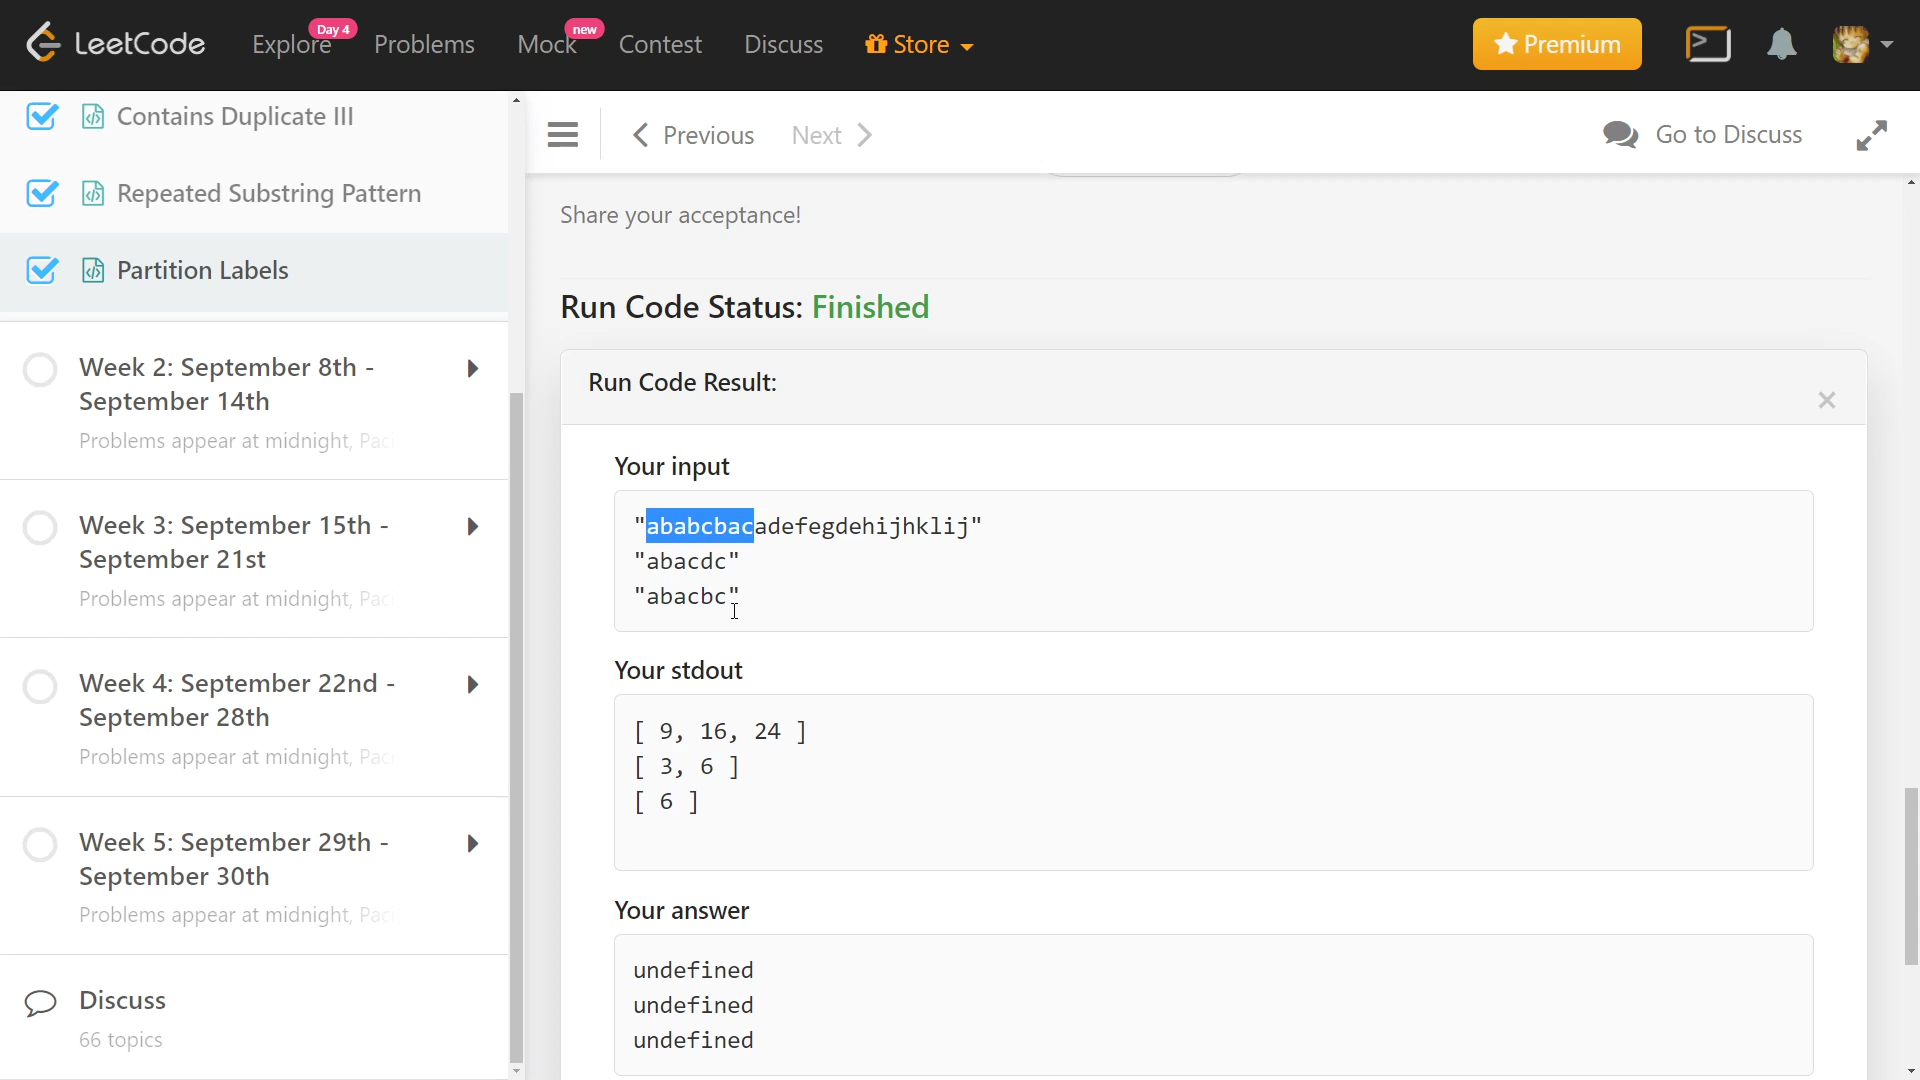 LeetCode
Explore
Day 4
Problems
Mock
new
Contest
Discuss
Store
Premium
Contains Duplicate III
Repeated Substring Pattern
Partition Labels
Week 2: September 8th -
September 14th
Problems appear at midnight, Paci
Week 3: September 15th -
September 21st
Problems appear at midnight, Paci
Week 4: September 22nd -
September 28th
Problems appear at midnight, Paci
Week 5: September 29th -
September 30th
Problems appear at midnight, Paci
Discuss
66 topics
Previous
Next
Go to Discuss
Share your acceptance!
Run Code Status: Finished
Run Code Result:
Your input
"ababcbacadefegdehijhklij"
"abacdc"
"abacbc"
Your stdout
[ 9, 16, 24 ]
[ 3, 6 ]
[ 6 ]
Your answer
undefined
undefined
undefined